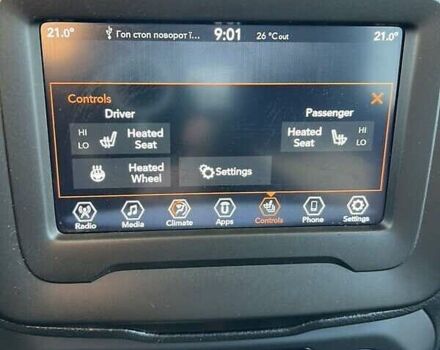 21.0° Гоп стоп поворот ї... 9:01 26 °C out 21.0°
Controls
Driver Passenger
HI Heated Seat LO
Heated Seat HI LO
Heated Wheel
Settings
Radio Media Climate Apps Controls Phone Settings